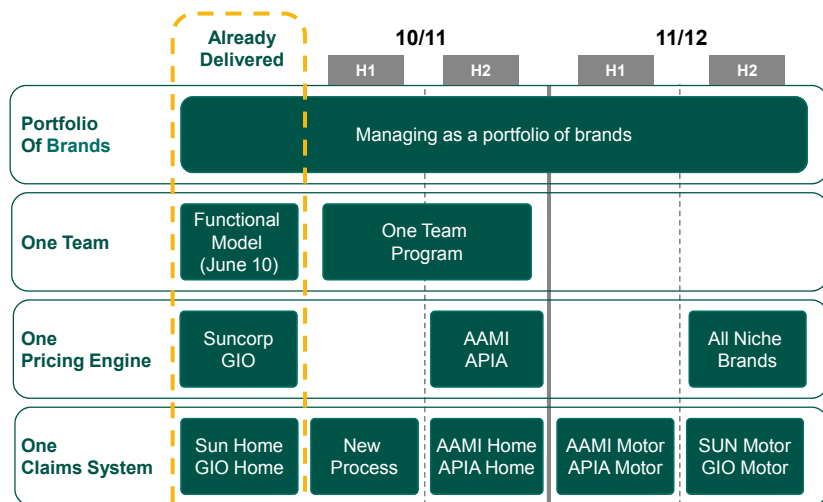 Already
Delivered
10/11
11/12
H1
H2
H1
H2
Portfolio
Of Brands
Managing as a portfolio of brands
One Team
Functional
Model
(June 10)
One Team
Program
One
Pricing Engine
Suncorp
GIO
AAMI
APIA
All Niche
Brands
One
Claims System
Sun Home
GIO Home
New
Process
AAMI Home
APIA Home
AAMI Motor
APIA Motor
SUN Motor
GIO Motor